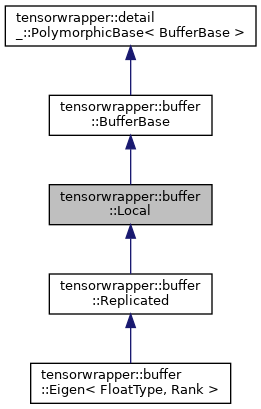 tensorwrapper::detail
_::PolymorphicBase< BufferBase >
tensorwrapper::buffer
::BufferBase
tensorwrapper::buffer
::Local
tensorwrapper::buffer
::Replicated
tensorwrapper::buffer
::Eigen< FloatType, Rank >